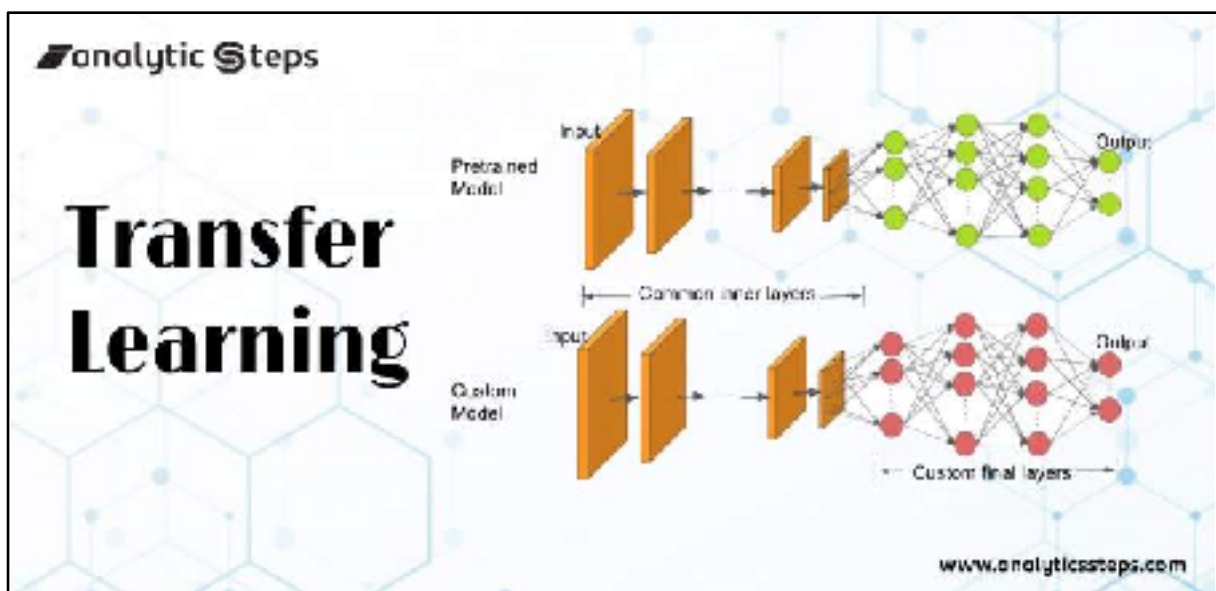 analytic Steps
Transfer
Learning
Input
Pretrained
Model
Output
Common inner layers
Input
Custom
Model
Output
Custom final layers
www.analyticssteps.com